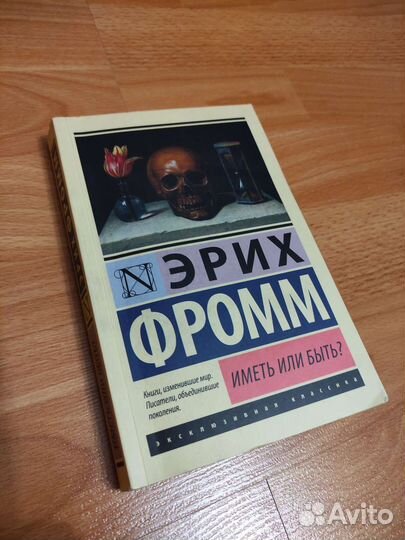 N
ЭРИХ
ФРОММ
ИМЕТЬ ИЛИ БЫТЬ?
Книги, изменившие мир.
Писатели, объединившие
поколения.
ЭКСКЛЮЗИВНАЯ КЛАССИКА
Avito